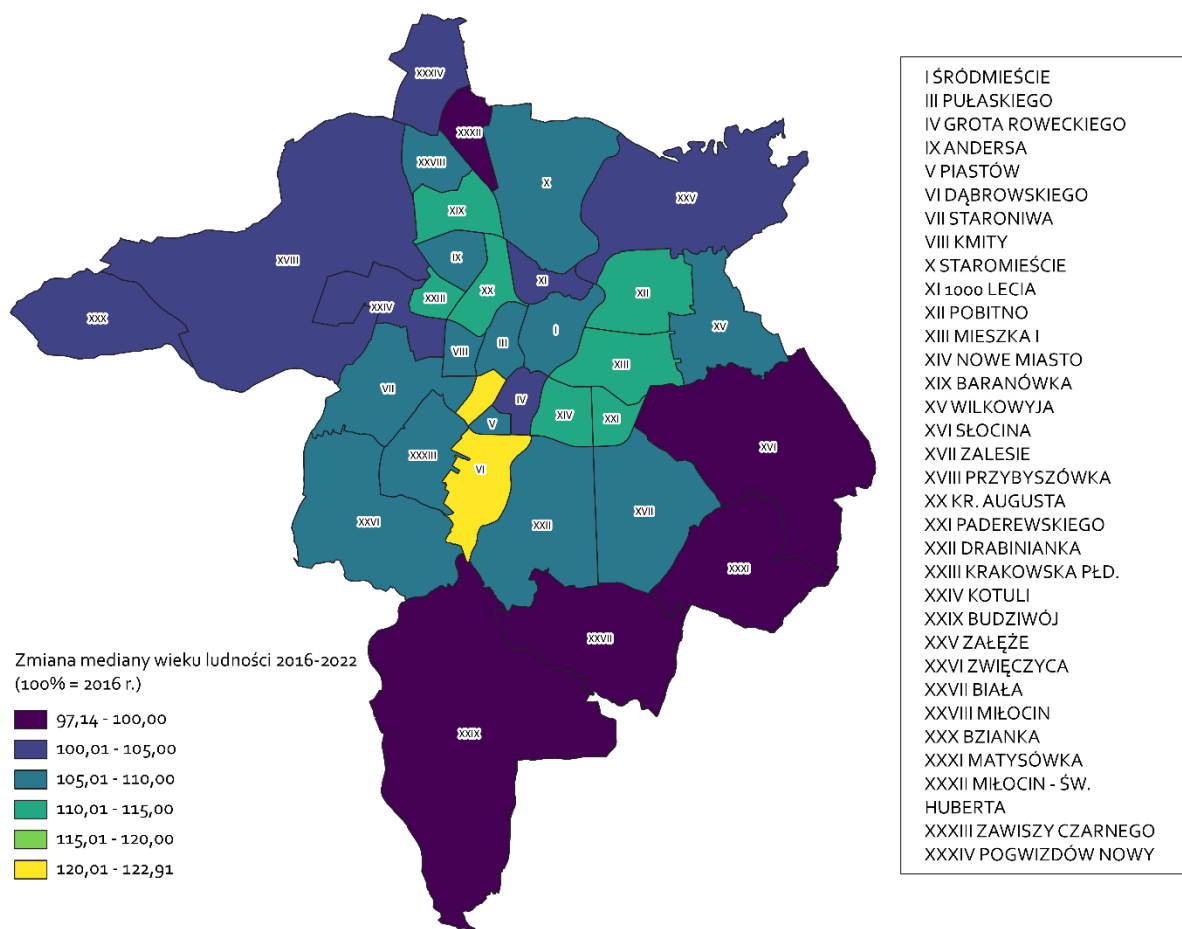 XXXIV
XXXII
XXVIII
X
XXV
XIX
XVIII
IX
XI
XX
XII
XXIII
XXIV
XXX
XV
I
III
VIII
VII
XIII
IV
XIV
XXI
V
XXXIII
VI
XVI
XXVI
XXII
XVII
XXXI
XXVII
XXIX
Zmiana mediany wieku ludności 2016-2022
(100% = 2016 r.)
97,14 - 100,00
100,01 - 105,00
105,01 - 110,00
110,01 - 115,00
115,01 - 120,00
120,01 - 122,91
I ŚRÓDMIEŚCIE
III PUŁASKIEGO
IV GROTA ROWECKIEGO
IX ANDERSA
V PIASTÓW
VI DĄBROWSKIEGO
VII STARONIWA
VIII KMITY
X STAROMIEŚCIE
XI 1000 LECIA
XII POBITNO
XIII MIESZKA I
XIV NOWE MIASTO
XIX BARANÓWKA
XV WILKOWYJA
XVI SŁOCINA
XVII ZALESIE
XVIII PRZYBYSZÓWKA
XX KR. AUGUSTA
XXI PADEREWSKIEGO
XXII DRABINIANKA
XXIII KRAKOWSKA PŁD.
XXIV KOTULI
XXIX BUDZIWÓJ
XXV ZAŁĘŻE
XXVI ZWIĘCZYCA
XXVII BIAŁA
XXVIII MIŁOCIN
XXX BZIANKA
XXXI MATYSÓWKA
XXXII MIŁOCIN - ŚW.
HUBERTA
XXXIII ZAWISZY CZARNEGO
XXXIV POGWIZDÓW NOWY